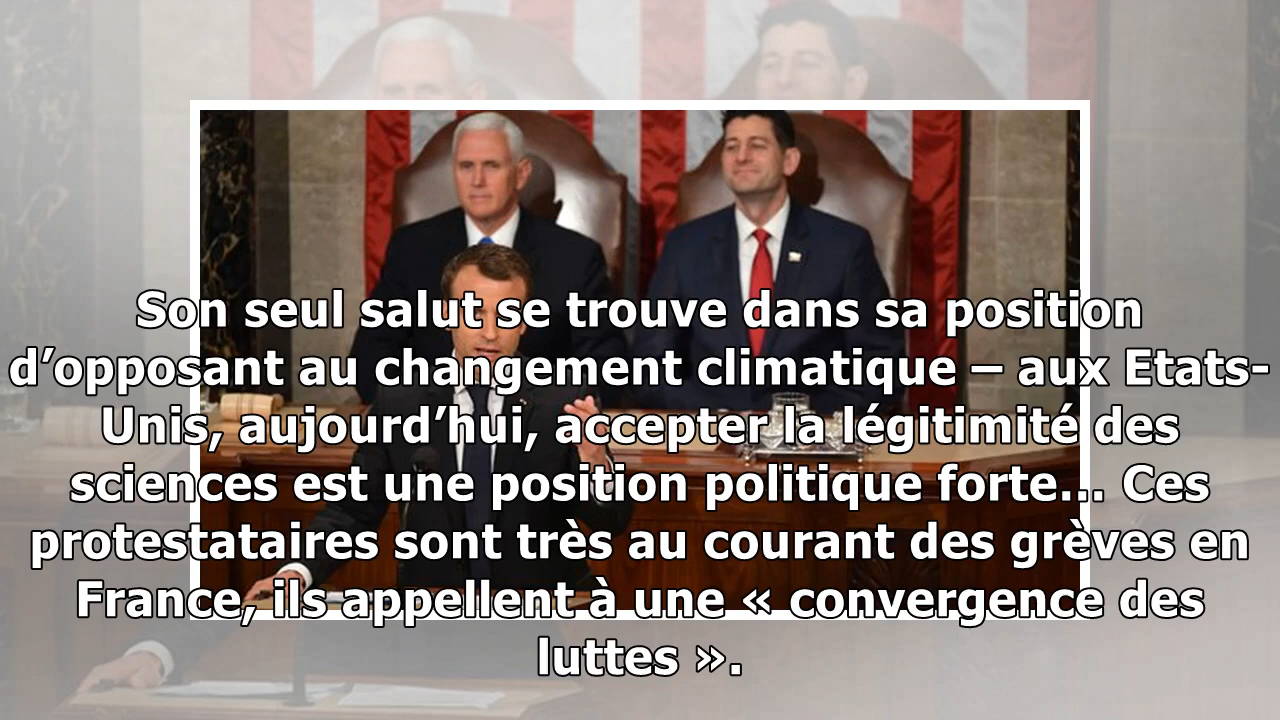 Son seul salut se trouve dans sa position
d’opposant au changement climatique – aux Etats-
Unis, aujourd’hui, accepter la légitimité des
sciences est une position politique forte... Ces
protestataires sont très au courant des grèves en
France, ils appellent à une « convergence des
luttes ».